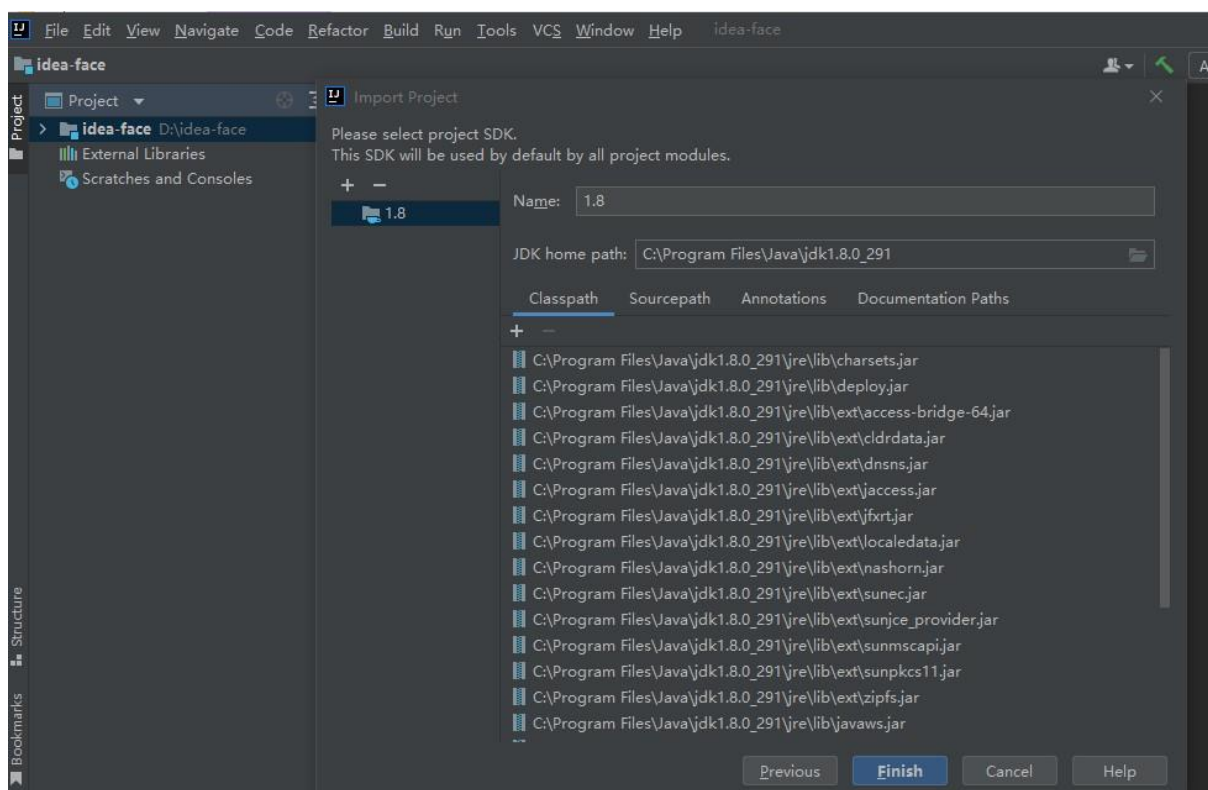 File Edit View Navigate Code Refactor Build Run Tools VCS Window Help idea-face
idea-face
Project
Project
idea-face D:\idea-face
External Libraries
Scratches and Consoles
Structure
Bookmarks
Import Project
Please select project SDK.
This SDK will be used by default by all project modules.
1.8
Name: 1.8
JDK home path: C:\Program Files\Java\jdk1.8.0_291
Classpath Sourcepath Annotations Documentation Paths
C:\Program Files\Java\jdk1.8.0_291\jre\lib\charsets.jar
C:\Program Files\Java\jdk1.8.0_291\jre\lib\deploy.jar
C:\Program Files\Java\jdk1.8.0_291\jre\lib\ext\access-bridge-64.jar
C:\Program Files\Java\jdk1.8.0_291\jre\lib\ext\cldrdata.jar
C:\Program Files\Java\jdk1.8.0_291\jre\lib\ext\dnsns.jar
C:\Program Files\Java\jdk1.8.0_291\jre\lib\ext\jaccess.jar
C:\Program Files\Java\jdk1.8.0_291\jre\lib\ext\jfxrt.jar
C:\Program Files\Java\jdk1.8.0_291\jre\lib\ext\localedata.jar
C:\Program Files\Java\jdk1.8.0_291\jre\lib\ext\nashorn.jar
C:\Program Files\Java\jdk1.8.0_291\jre\lib\ext\sunec.jar
C:\Program Files\Java\jdk1.8.0_291\jre\lib\ext\sunjce_provider.jar
C:\Program Files\Java\jdk1.8.0_291\jre\lib\ext\sunmscapi.jar
C:\Program Files\Java\jdk1.8.0_291\jre\lib\ext\sunpkcs11.jar
C:\Program Files\Java\jdk1.8.0_291\jre\lib\ext\zipfs.jar
C:\Program Files\Java\jdk1.8.0_291\jre\lib\javaws.jar
Previous Finish Cancel Help